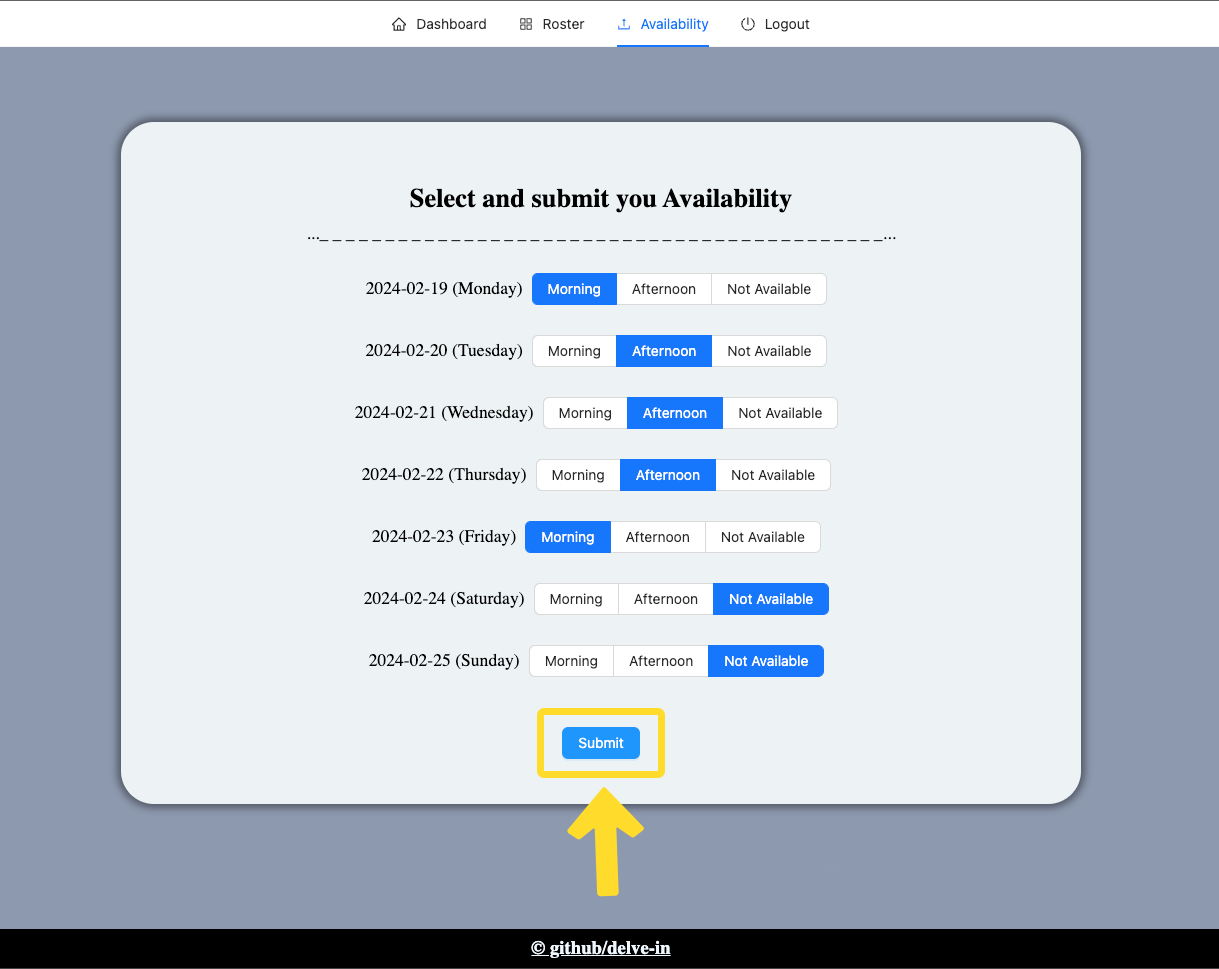 Dashboard Roster Availability Logout
Select and submit you Availability
..._ _ _ _ _ _ _ _ _ _ _ _ _ _ _ _ _ _ _ _ _ _ _ _ _ _ _ _ _ _ _ _ _ _ _ _ _ _ _ _ _ _ _...
2024-02-19 (Monday) Morning Afternoon Not Available
2024-02-20 (Tuesday) Morning Afternoon Not Available
2024-02-21 (Wednesday) Morning Afternoon Not Available
2024-02-22 (Thursday) Morning Afternoon Not Available
2024-02-23 (Friday) Morning Afternoon Not Available
2024-02-24 (Saturday) Morning Afternoon Not Available
2024-02-25 (Sunday) Morning Afternoon Not Available
Submit
© github/delve-in